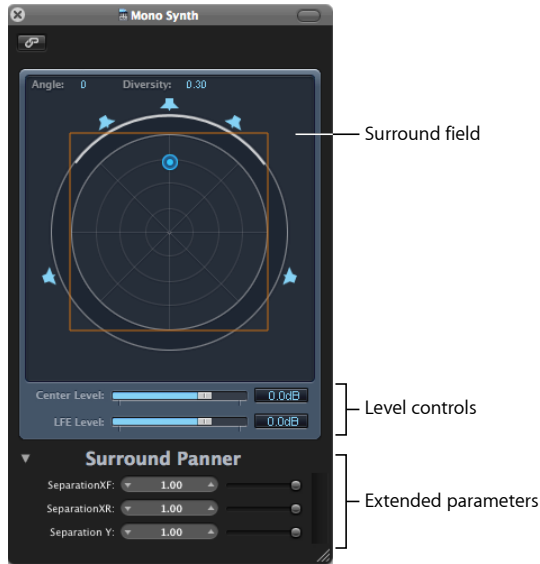 Mono Synth
Angle: 0 Diversity: 0.30
Surround field
Center Level: 0.0dB
LFE Level: 0.0dB
Level controls
Surround Panner
SeparationXF: 1.00
SeparationXR: 1.00
Separation Y: 1.00
Extended parameters